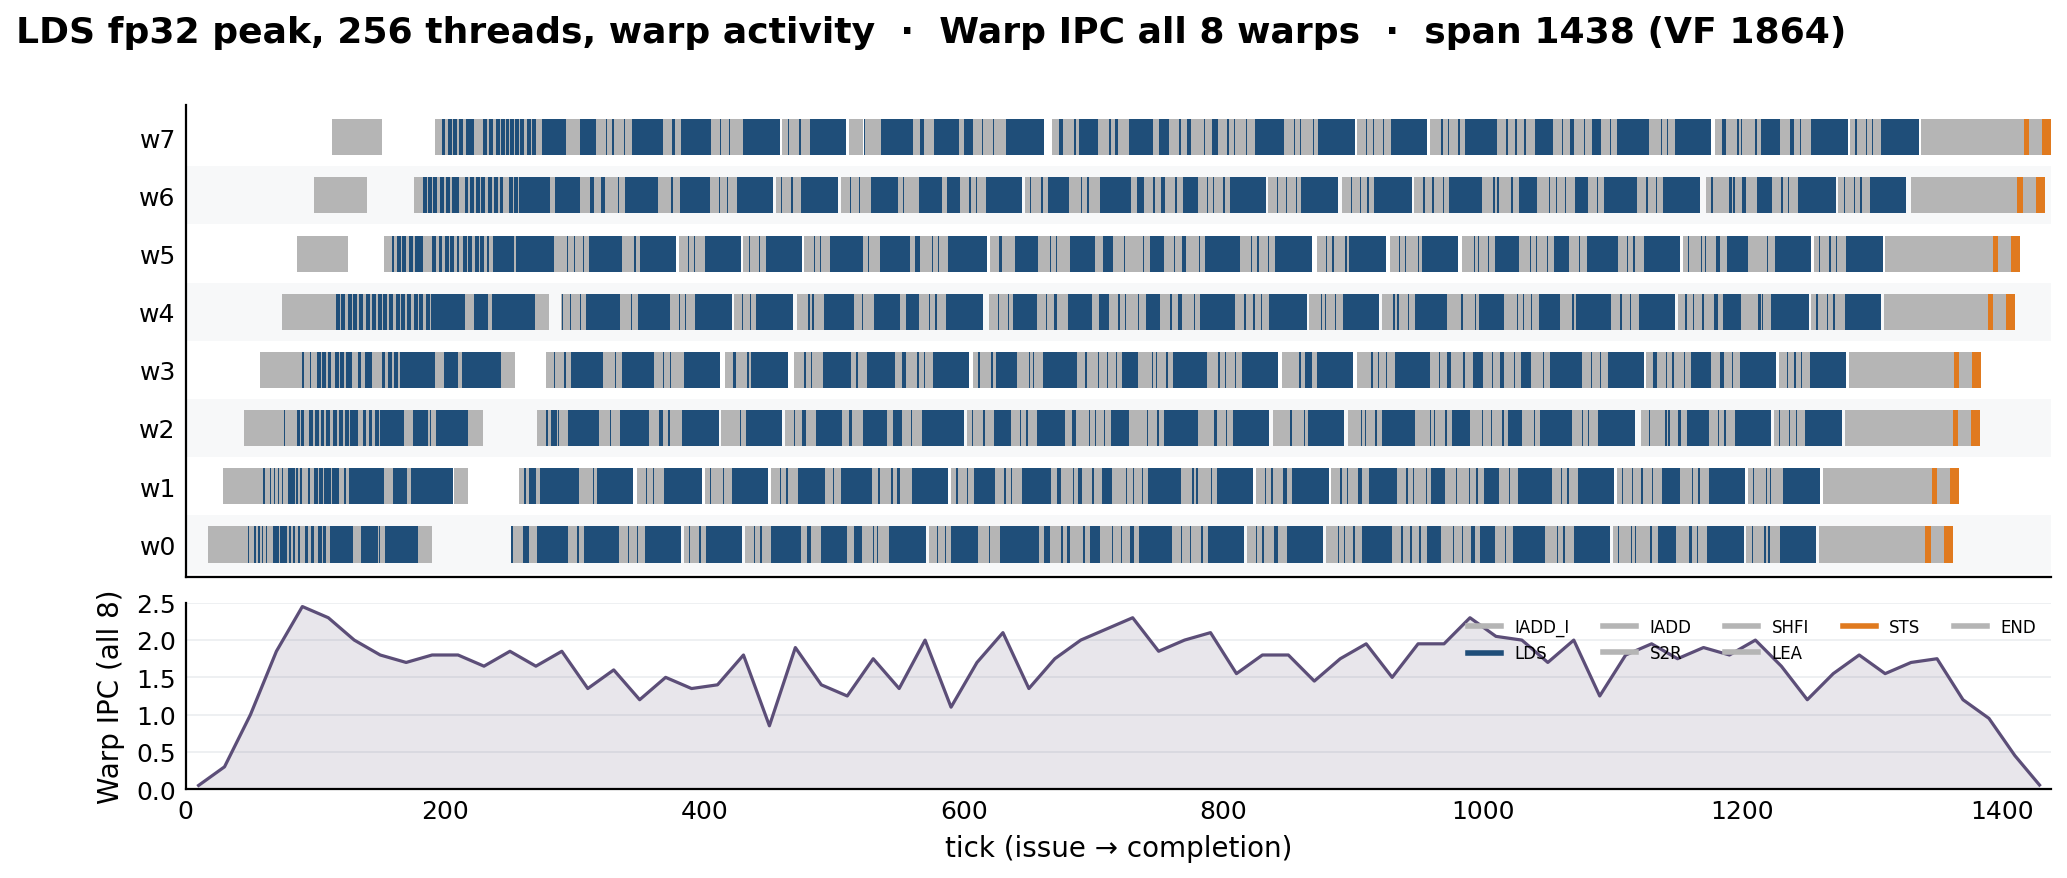 LDS fp32 peak, 256 threads, warp activity · Warp IPC all 8 warps · span 1438 (VF 1864)
w7
w6
w5
w4
w3
w2
w1
w0
Warp IPC (all 8)
2.5
2.0
1.5
1.0
0.5
0.0
IADD_I IADD SHFI STS END
LDS S2R LEA
0 200 400 600 800 1000 1200 1400
tick (issue → completion)